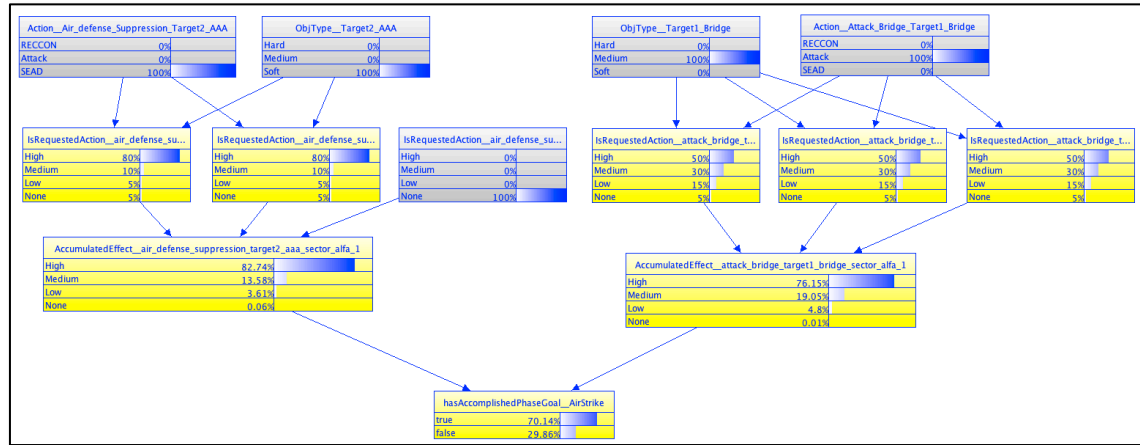 Action__Air_defense_Suppression_Target2_AAA
RECCON 0%
Attack 0%
SEAD 100%
ObjType__Target2_AAA
Hard 0%
Medium 0%
Soft 100%
ObjType__Target1_Bridge
Hard 0%
Medium 100%
Soft 0%
Action__Attack_Bridge_Target1_Bridge
RECCON 0%
Attack 100%
SEAD 0%
IsRequestedAction__air_defense_su...
High 80%
Medium 10%
Low 5%
None 5%
IsRequestedAction__air_defense_su...
High 80%
Medium 10%
Low 5%
None 5%
IsRequestedAction__air_defense_su...
High 0%
Medium 0%
Low 0%
None 100%
IsRequestedAction__attack_bridge_t...
High 50%
Medium 30%
Low 15%
None 5%
IsRequestedAction__attack_bridge_t...
High 50%
Medium 30%
Low 15%
None 5%
IsRequestedAction__attack_bridge_t...
High 50%
Medium 30%
Low 15%
None 5%
AccumulatedEffect__air_defense_suppression_target2_aaa_sector_alfa_1
High 82.74%
Medium 13.58%
Low 3.61%
None 0.06%
AccumulatedEffect__attack_bridge_target1_bridge_sector_alfa_1
High 76.15%
Medium 19.05%
Low 4.8%
None 0.01%
hasAccomplishedPhaseGoal__AirStrike
true 70.14%
false 29.86%